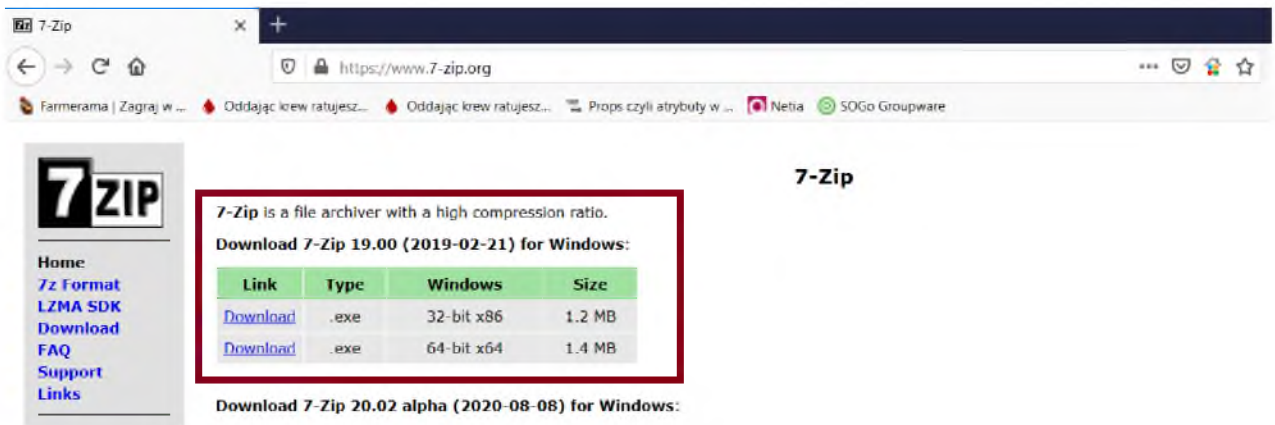 7-Zip
https://www.7-zip.org
Farmerama | Zagraj w ... Oddając krew ratujesz... Oddając krew ratujesz... Props czyli atrybuty w ... Netia SOGo Groupware
7 ZIP
7-Zip
7-Zip is a file archiver with a high compression ratio.
Download 7-Zip 19.00 (2019-02-21) for Windows:
Link Type Windows Size
Download .exe 32-bit x86 1.2 MB
Download .exe 64-bit x64 1.4 MB
Download 7-Zip 20.02 alpha (2020-08-08) for Windows:
Home
7z Format
LZMA SDK
Download
FAQ
Support
Links